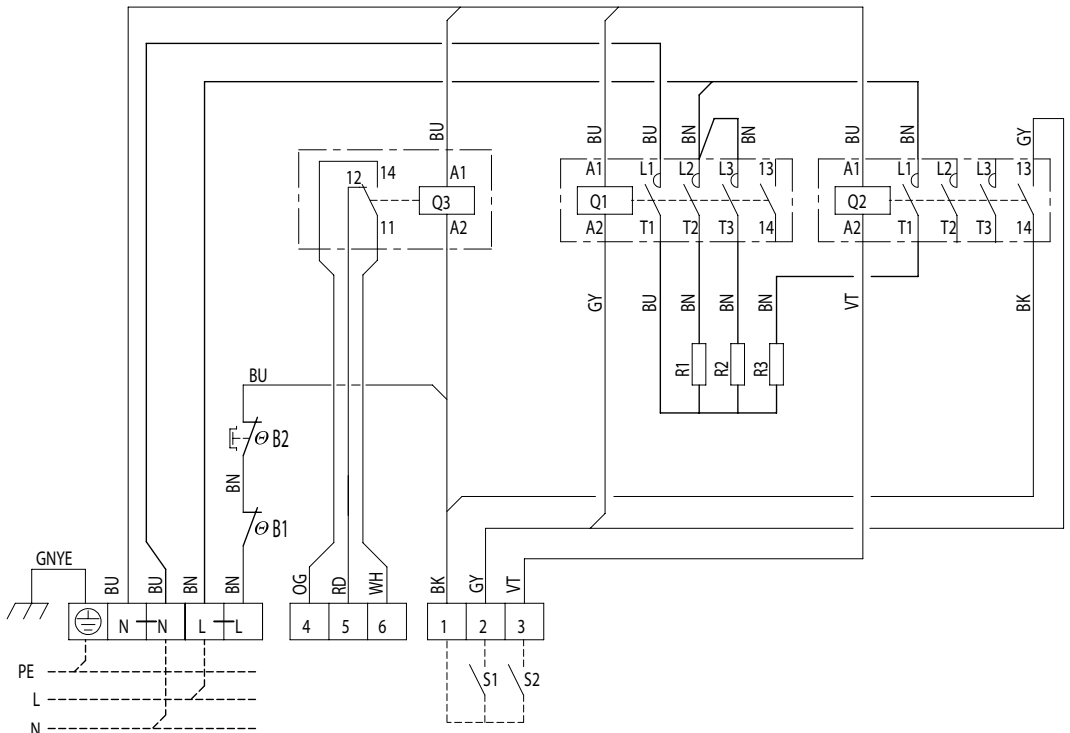 BU BU BU BN BN BU BN GY
12 14 A1 A1 L1 L2 L3 13 A1 L1 L2 L3 13
Q3 Q1 Q2
11 A2 A2 T1 T2 T3 14 A2 T1 T2 T3 14
GY BU BN BN BN VT BK
R1 R2 R3
BU
Θ B2
BN
Θ B1
GNYE
BU BU BN BN OG RD WH BK GY VT
N N L L 4 5 6 1 2 3
PE
S1 S2
L
N